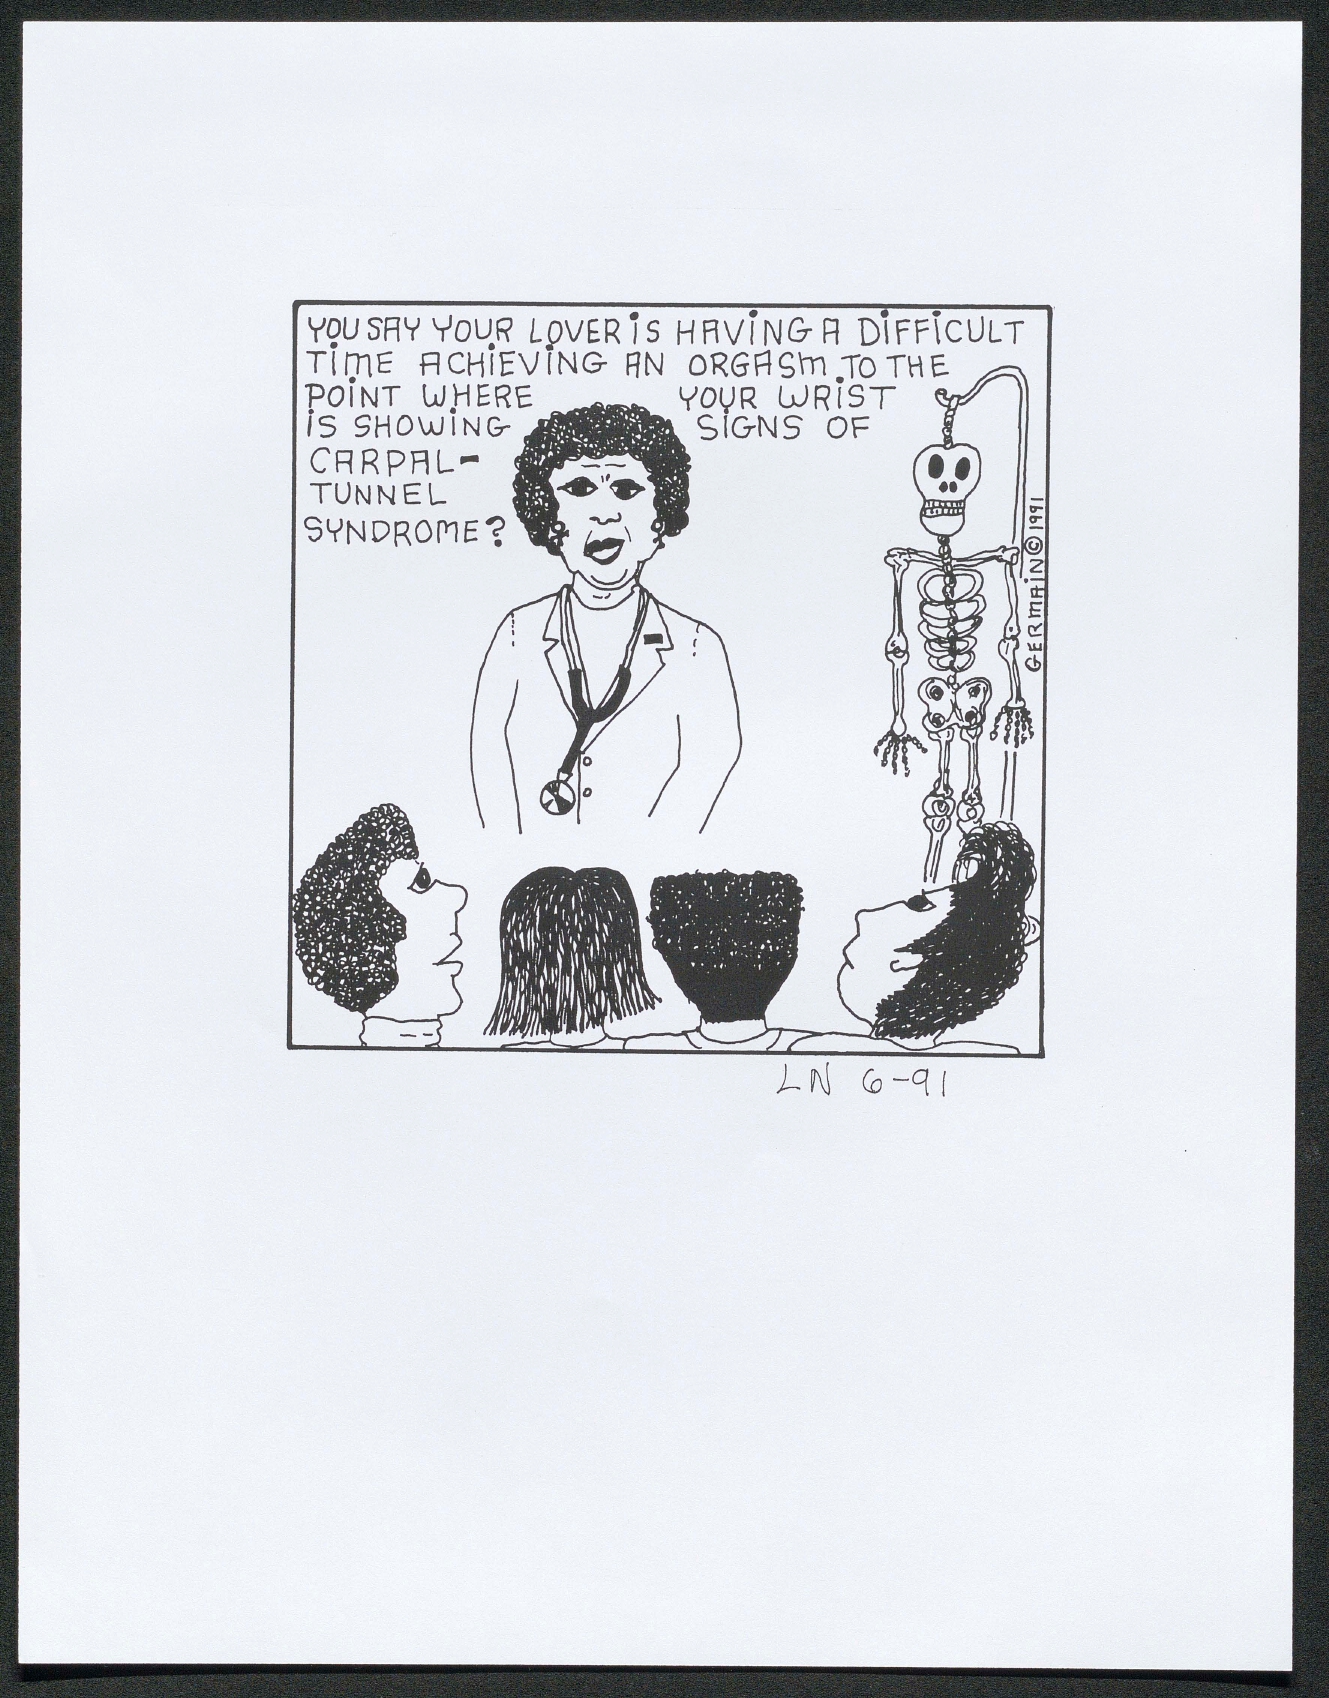 YOU SAY YOUR LOVER iS HAViNG A DiFFiCULT
TiME ACHiEViNG AN ORGASM TO THE
POiNT WHERE YOUR WRiST
iS SHOWiNG SiGNS OF
CARPAL-
TUNNEL
SYNDROME?
GERMAiN © 1991
LN 6-91